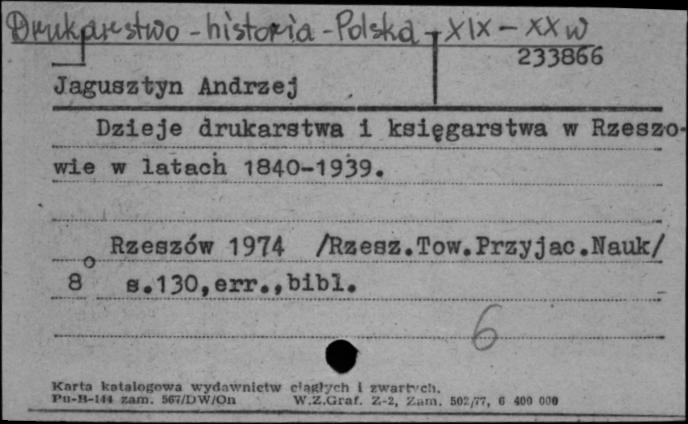 Drukarstwo - historia - Polska - XIX - XX w
233866
Jagusztyn Andrzej
Dzieje drukarstwa i księgarstwa w Rzeszo-
wie w latach 1840-1939.
Rzeszów 1974 /Rzesz.Tow.Przyjac.Nauk/
8° s.130,err.,bibl.
6
Karta katalogowa wydawnictw ciągłych i zwartych.
Pu-B-144 zam. 567/DW/On W.Z.Graf. Z-2, Zam. 502/77, 6 400 000